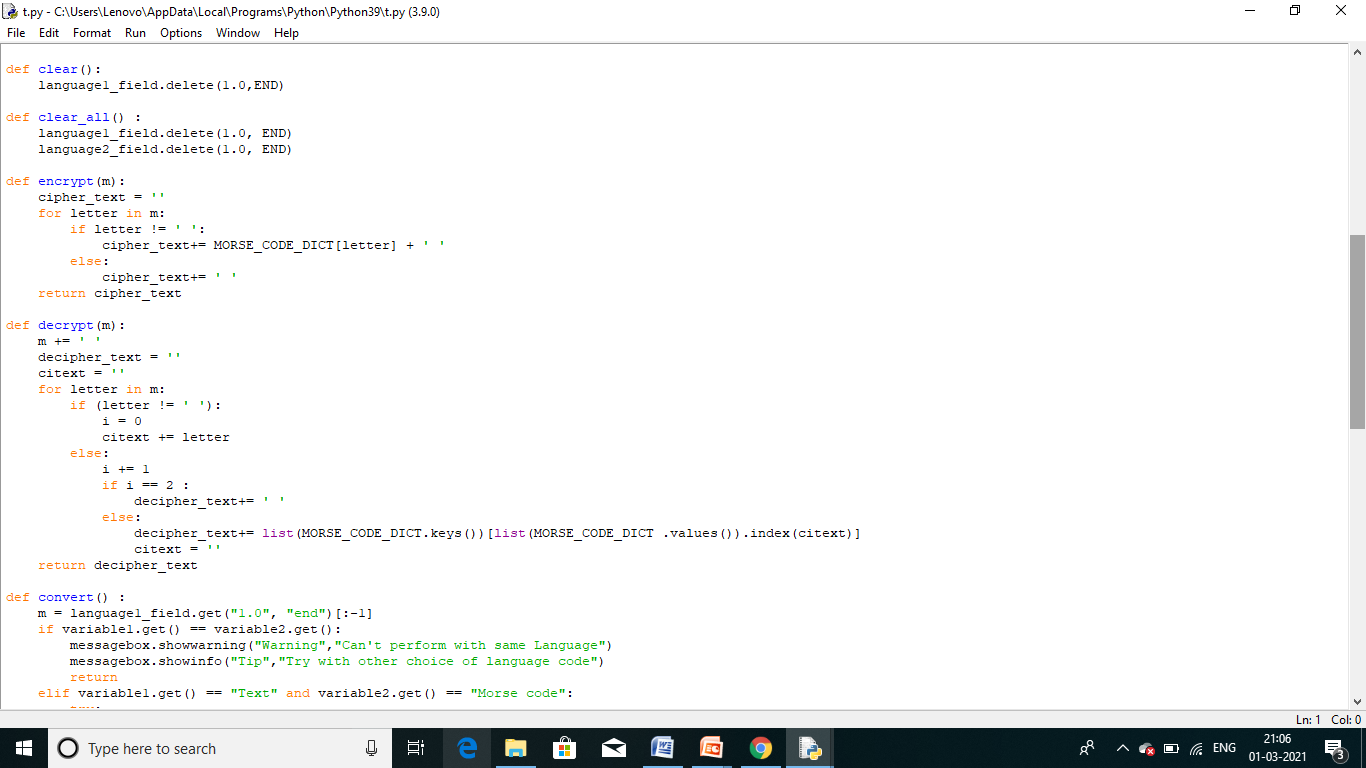 t.py - C:\Users\Lenovo\AppData\Local\Programs\Python\Python39\t.py (3.9.0)
File Edit Format Run Options Window Help
def clear():
    language1_field.delete(1.0,END)

def clear_all() :
    language1_field.delete(1.0, END)
    language2_field.delete(1.0, END)

def encrypt(m):
    cipher_text = ''
    for letter in m:
        if letter != ' ':
            cipher_text+= MORSE_CODE_DICT[letter] + ' '
        else:
            cipher_text+= ' '
    return cipher_text

def decrypt(m):
    m += ' '
    decipher_text = ''
    citext = ''
    for letter in m:
        if (letter != ' '):
            i = 0
            citext += letter
        else:
            i += 1
            if i == 2 :
                decipher_text+= ' '
            else:
                decipher_text+= list(MORSE_CODE_DICT.keys())[list(MORSE_CODE_DICT .values()).index(citext)]
                citext = ''
    return decipher_text

def convert() :
    m = language1_field.get("1.0", "end")[:-1]
    if variable1.get() == variable2.get():
        messagebox.showwarning("Warning","Can't perform with same Language")
        messagebox.showinfo("Tip","Try with other choice of language code")
        return
    elif variable1.get() == "Text" and variable2.get() == "Morse code":
Ln: 1 Col: 0
Type here to search
ENG
21:06
01-03-2021
3